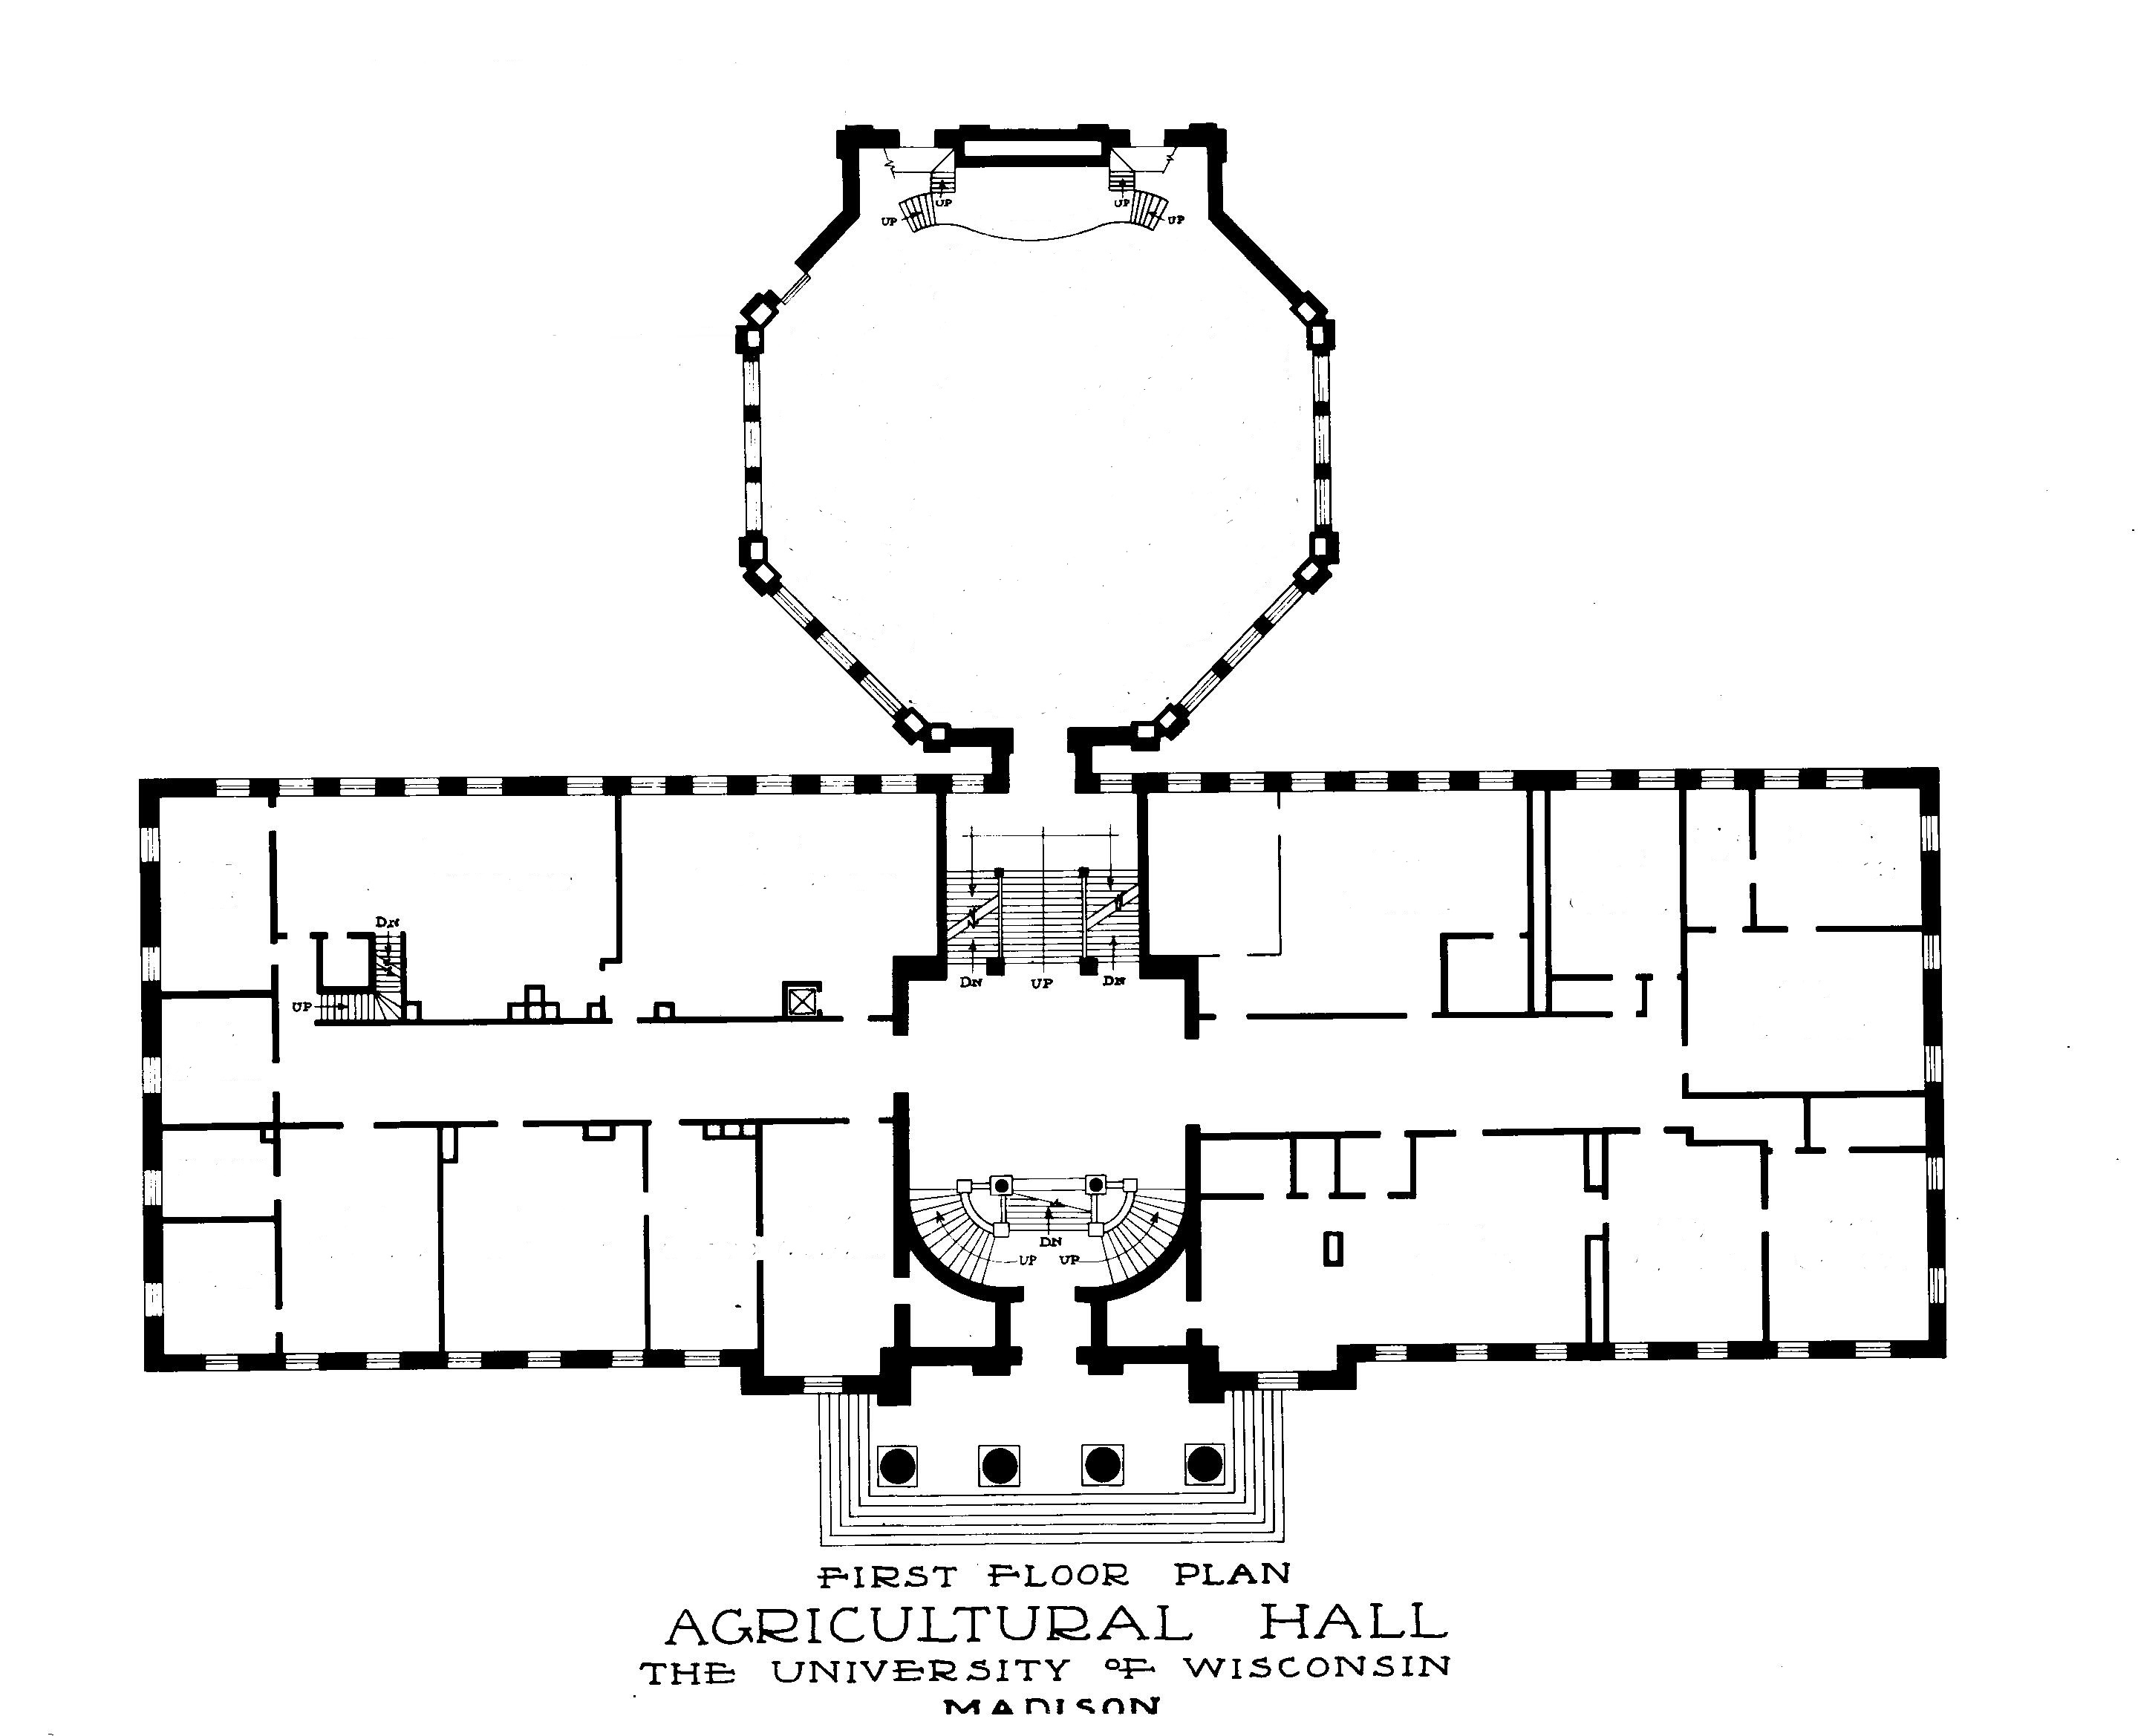 UP UP UP UP
DN
UP
DN UP DN
DN
UP UP
FIRST FLOOR PLAN
AGRICULTURAL HALL
THE UNIVERSITY OF WISCONSIN
MADISON